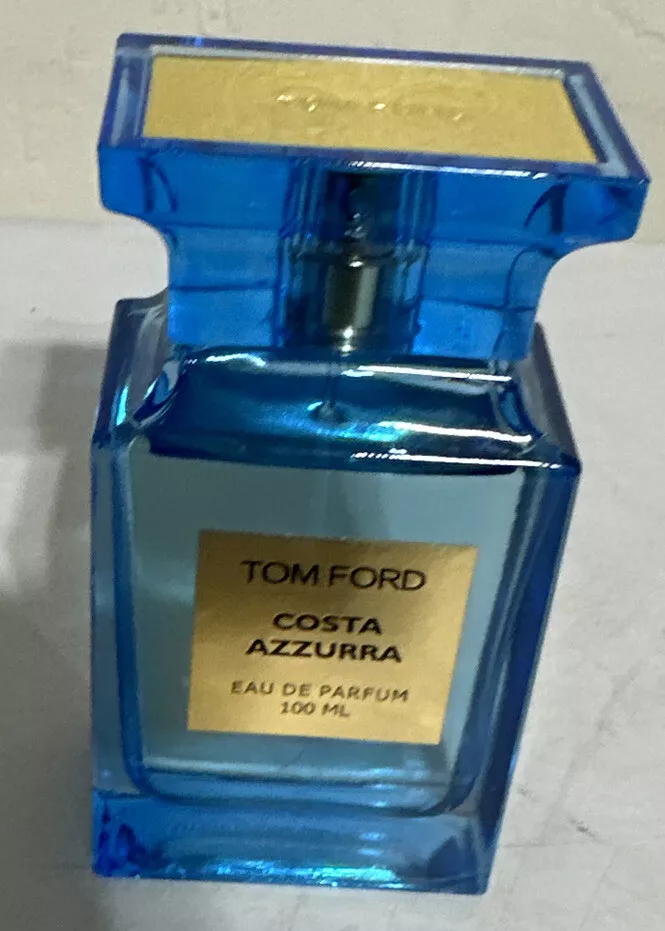 TOM FORD
COSTA
AZZURRA
EAU DE PARFUM
100 ML